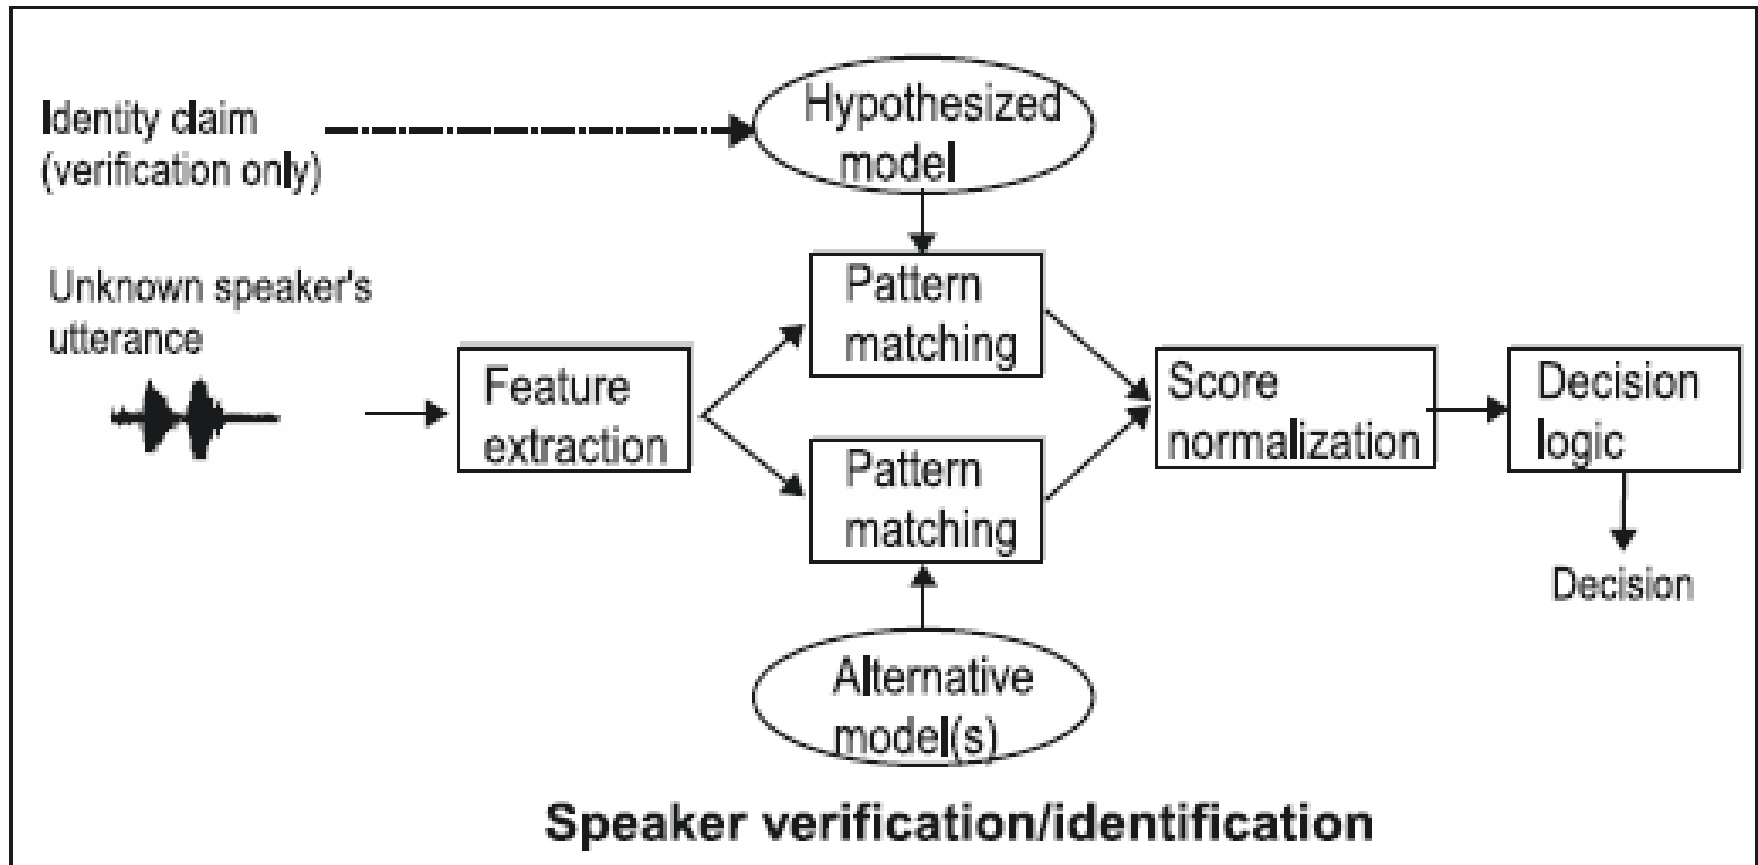 Identity claim
(verification only)
Hypothesized
model
Unknown speaker's
utterance
Feature
extraction
Pattern
matching
Pattern
matching
Score
normalization
Decision
logic
Decision
Alternative
model(s)
Speaker verification/identification